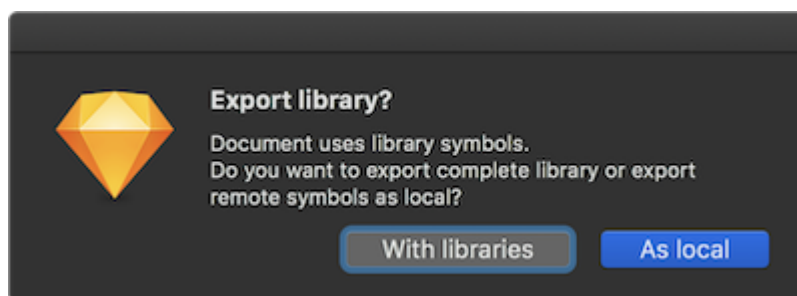 Export library?
Document uses library symbols.
Do you want to export complete library or export
remote symbols as local?
With libraries
As local